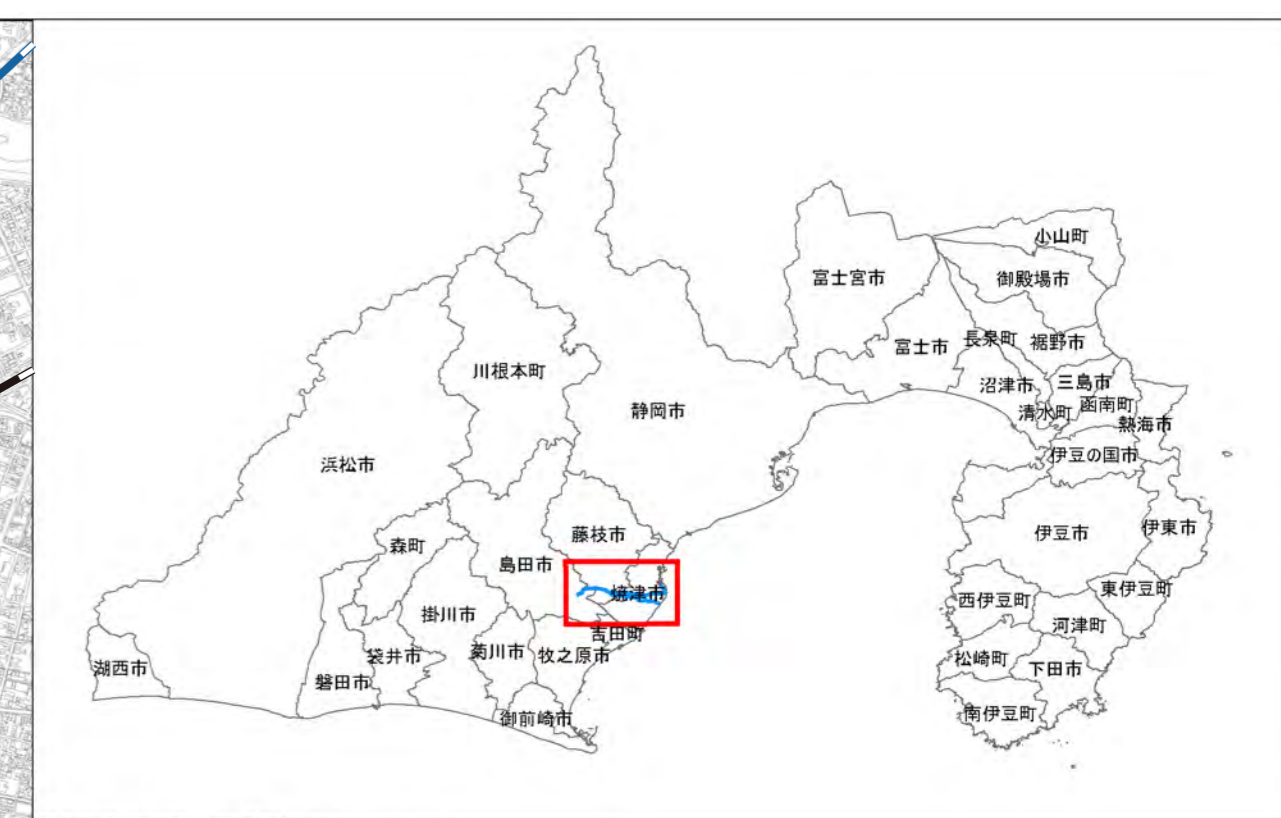 小山町
富士宮市
御殿場市
長泉町
裾野市
富士市
川根本町
沼津市
三島市
静岡市
清水町
函南町
熱海市
浜松市
伊豆の国市
藤枝市
伊豆市
伊東市
森町
島田市
焼津市
東伊豆町
西伊豆町
掛川市
河津町
吉田町
菊川市
牧之原市
袋井市
松崎町
下田市
湖西市
磐田市
御前崎市
南伊豆町